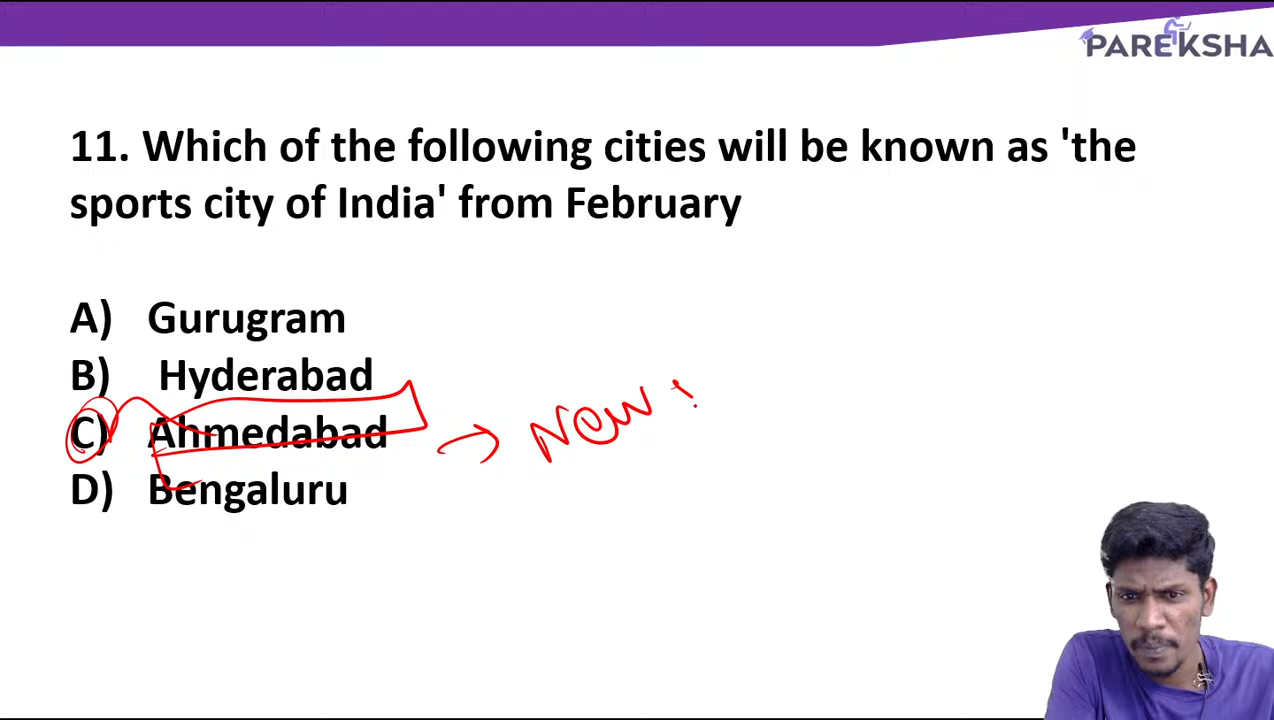 PAREKSHA
11. Which of the following cities will be known as 'the
sports city of India' from February
A) Gurugram
B) Hyderabad
C) Ahmedabad → New
D) Bengaluru